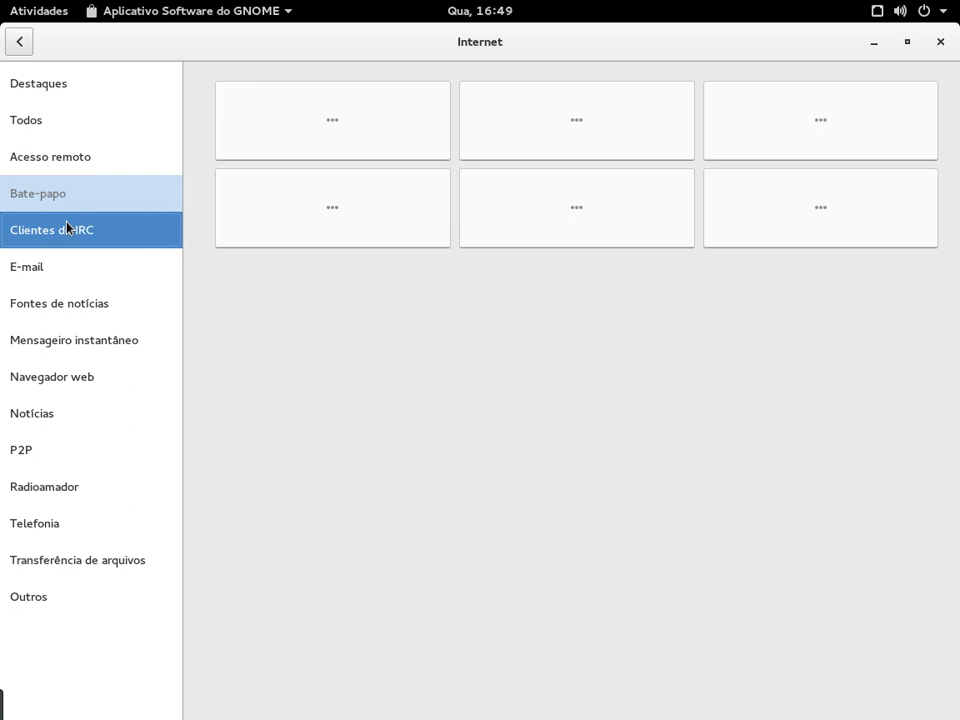 Atividades Aplicativo Software do GNOME Qua, 16:49
Internet
Destaques
Todos
Acesso remoto
Bate-papo
Clientes de IRC
E-mail
Fontes de notícias
Mensageiro instantâneo
Navegador web
Notícias
P2P
Radioamador
Telefonia
Transferência de arquivos
Outros